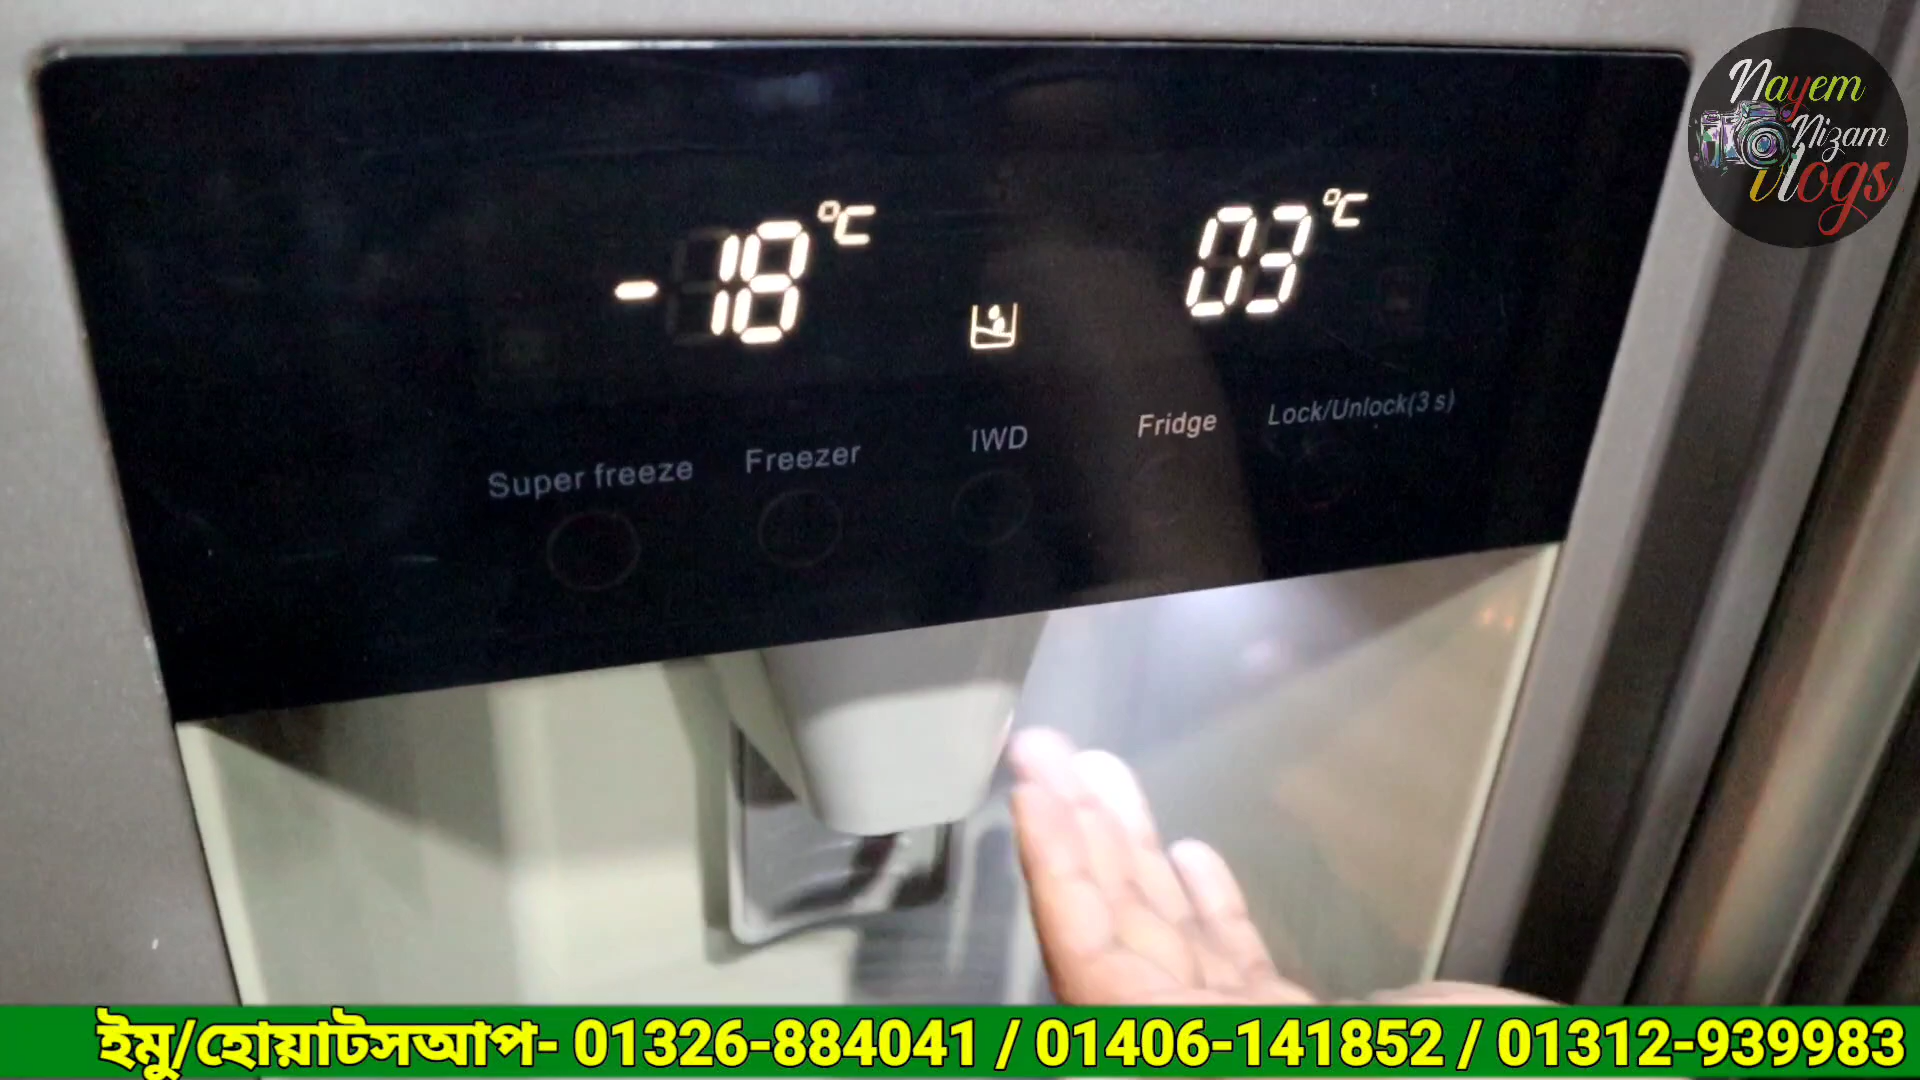 Nayem
Nizam
vlogs
-18 °C
03 °C
Super freeze
Freezer
IWD
Fridge
Lock/Unlock(3 s)
ইমু/হোয়াটসআপ- 01326-884041 / 01406-141852 / 01312-939983